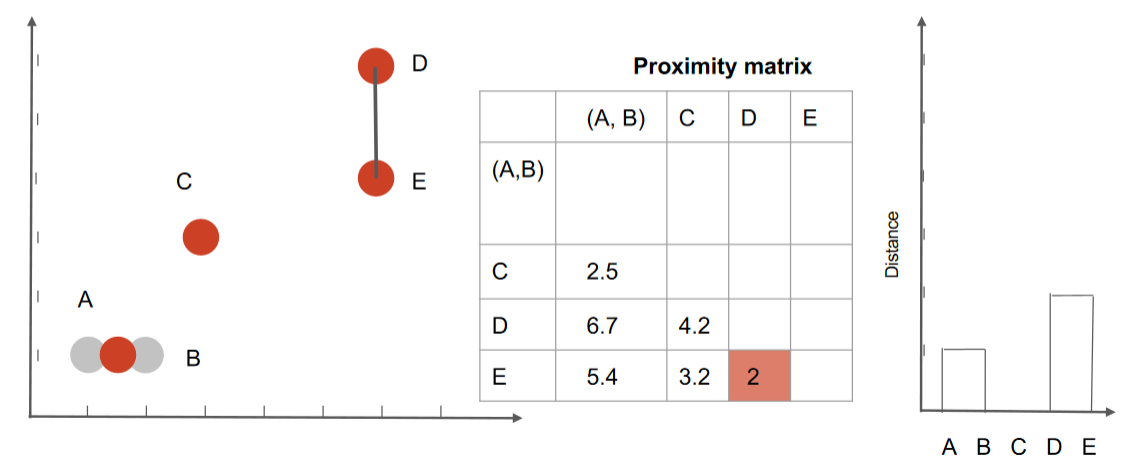 D
E
C
A
B
Proximity matrix
(A, B) C D E
(A,B)
C 2.5
D 6.7 4.2
E 5.4 3.2 2
Distance
A B C D E